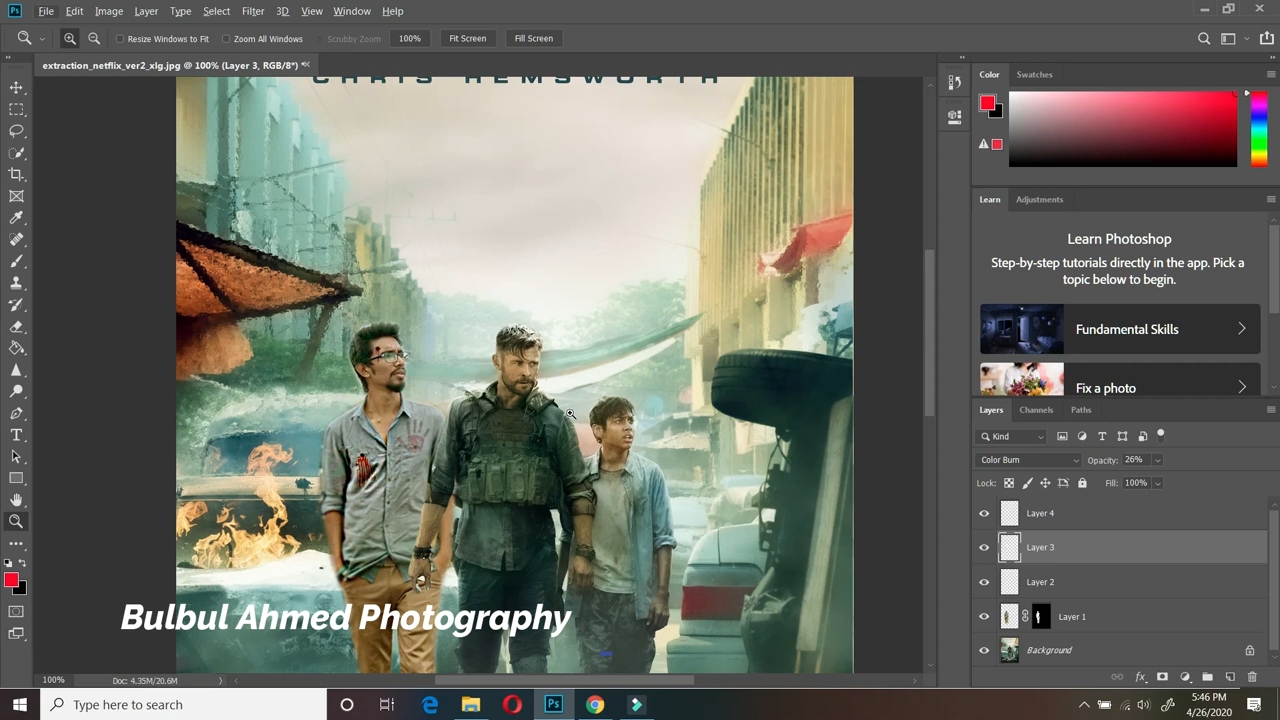 Ps File Edit Image Layer Type Select Filter 3D View Window Help
Resize Windows to Fit Zoom All Windows Scrubby Zoom 100% Fit Screen Fill Screen
extraction_netflix_ver2_xlg.jpg @ 100% (Layer 3, RGB/8*) *
CHRIS HEMSWORTH
Color Swatches
Learn Adjustments
Learn Photoshop
Step-by-step tutorials directly in the app. Pick a
topic below to begin.
Fundamental Skills
Fix a photo
Layers Channels Paths
Kind
Color Burn Opacity: 26%
Lock: Fill: 100%
Layer 4
Layer 3
Layer 2
Layer 1
Background
Bulbul Ahmed Photography
100% Doc: 4.35M/20.6M
Type here to search
Ps
5:46 PM
4/26/2020